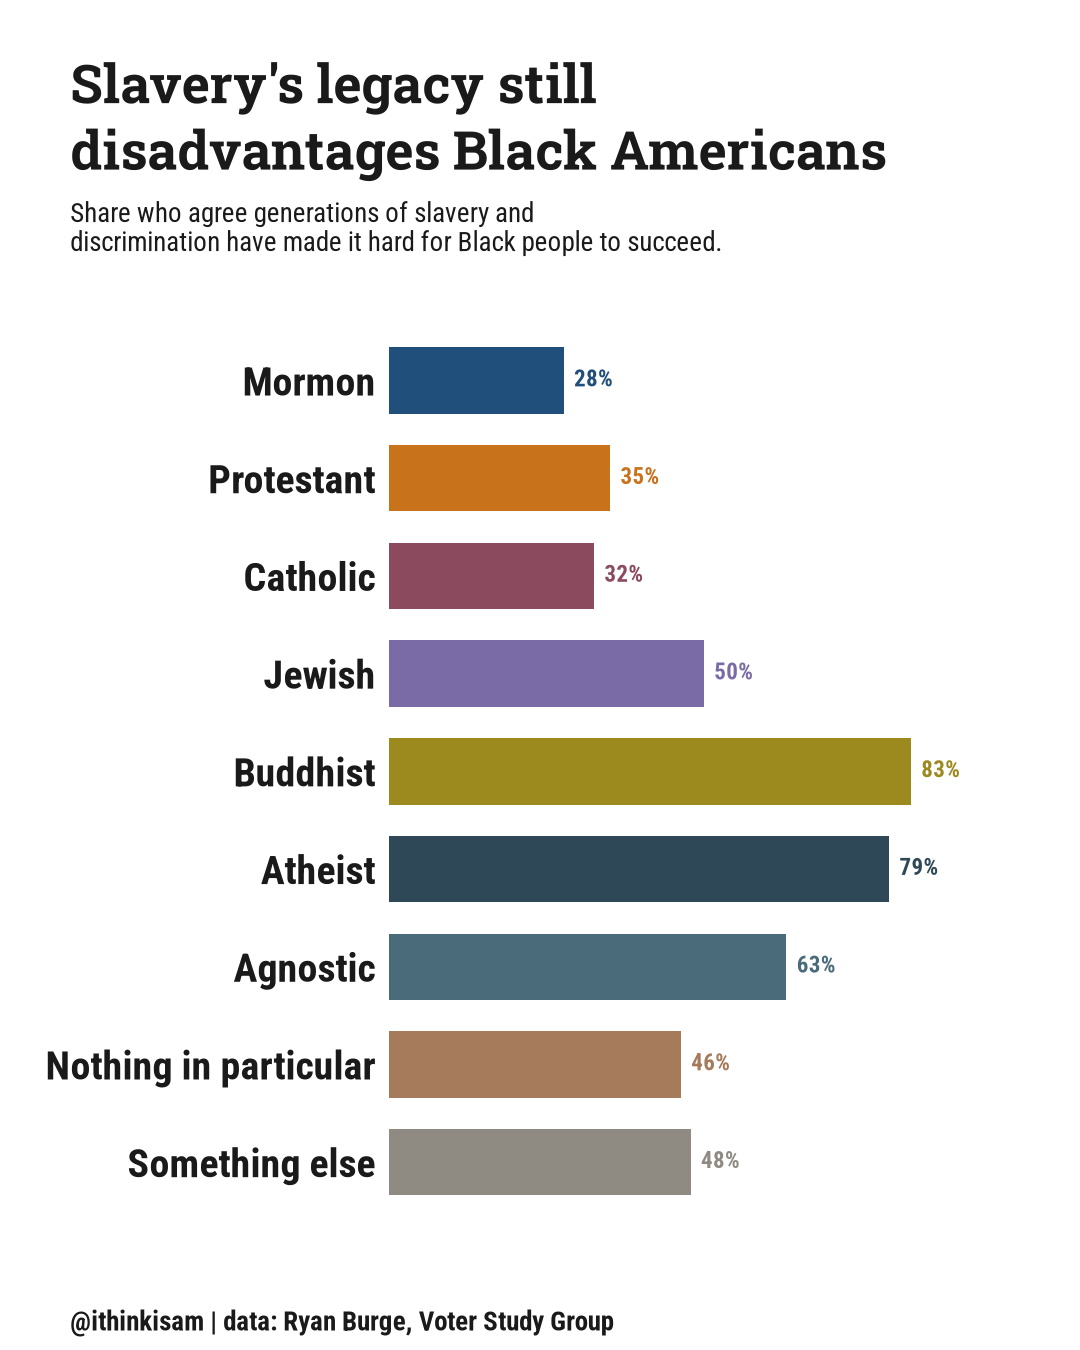 Slavery's legacy still
disadvantages Black Americans
Share who agree generations of slavery and
discrimination have made it hard for Black people to succeed.
Mormon 28%
Protestant 35%
Catholic 32%
Jewish 50%
Buddhist 83%
Atheist 79%
Agnostic 63%
Nothing in particular 46%
Something else 48%
@ithinkisam | data: Ryan Burge, Voter Study Group